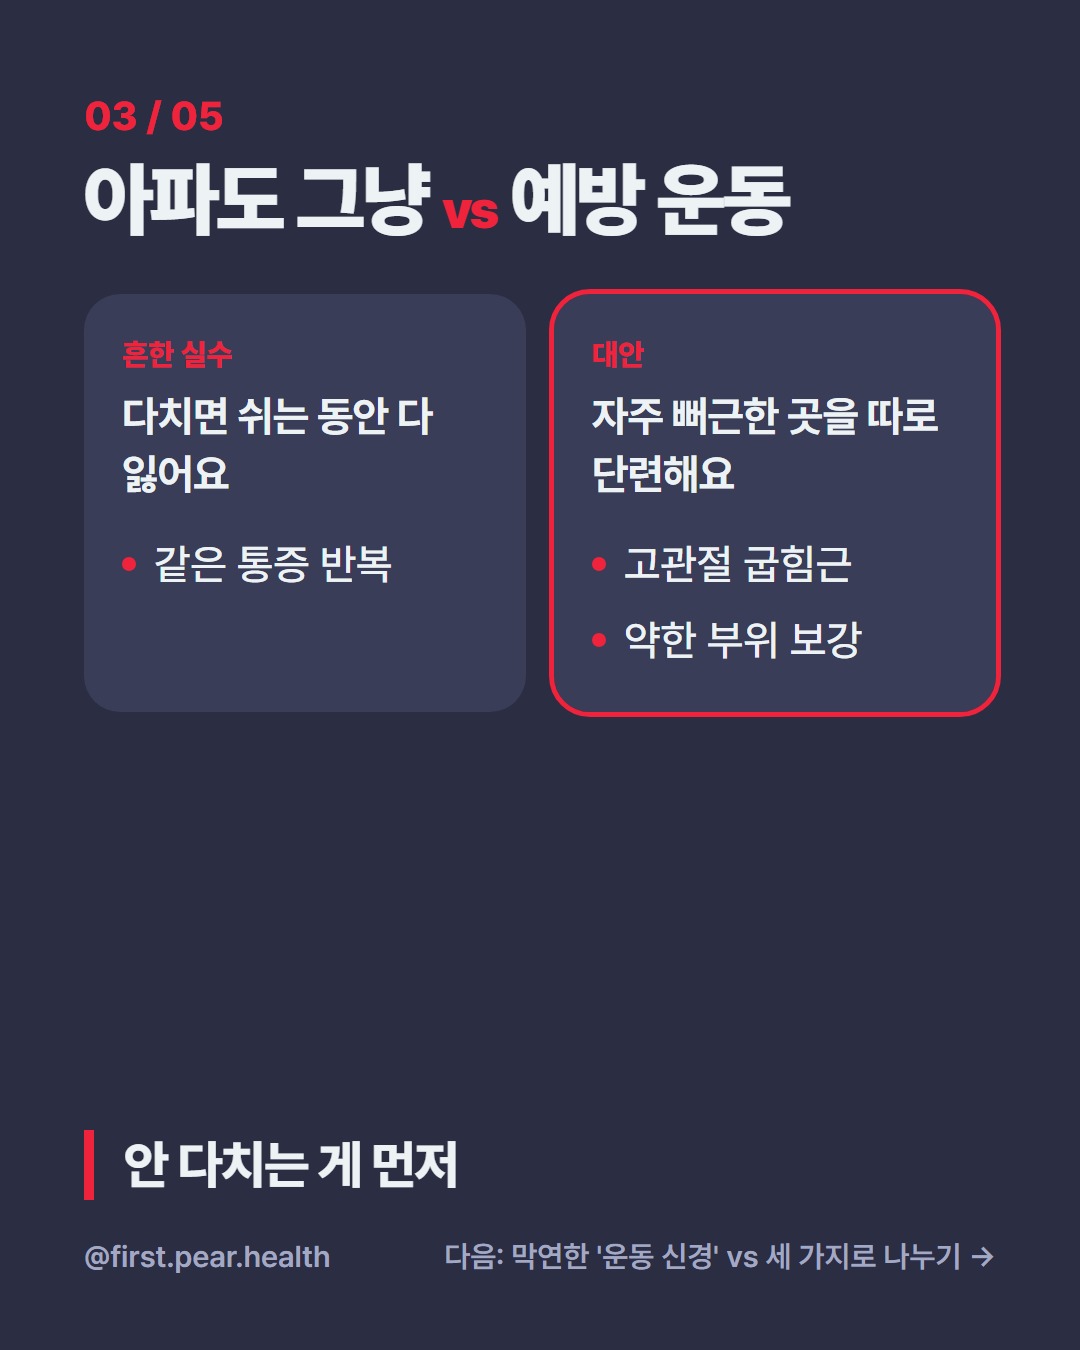 03 / 05
아파도 그냥 vs 예방 운동
흔한 실수
다치면 쉬는 동안 다
잃어요
• 같은 통증 반복
대안
자주 뻐근한 곳을 따로
단련해요
• 고관절 굽힘근
• 약한 부위 보강
안 다치는 게 먼저
@first.pear.health
다음: 막연한 '운동 신경' vs 세 가지로 나누기 →